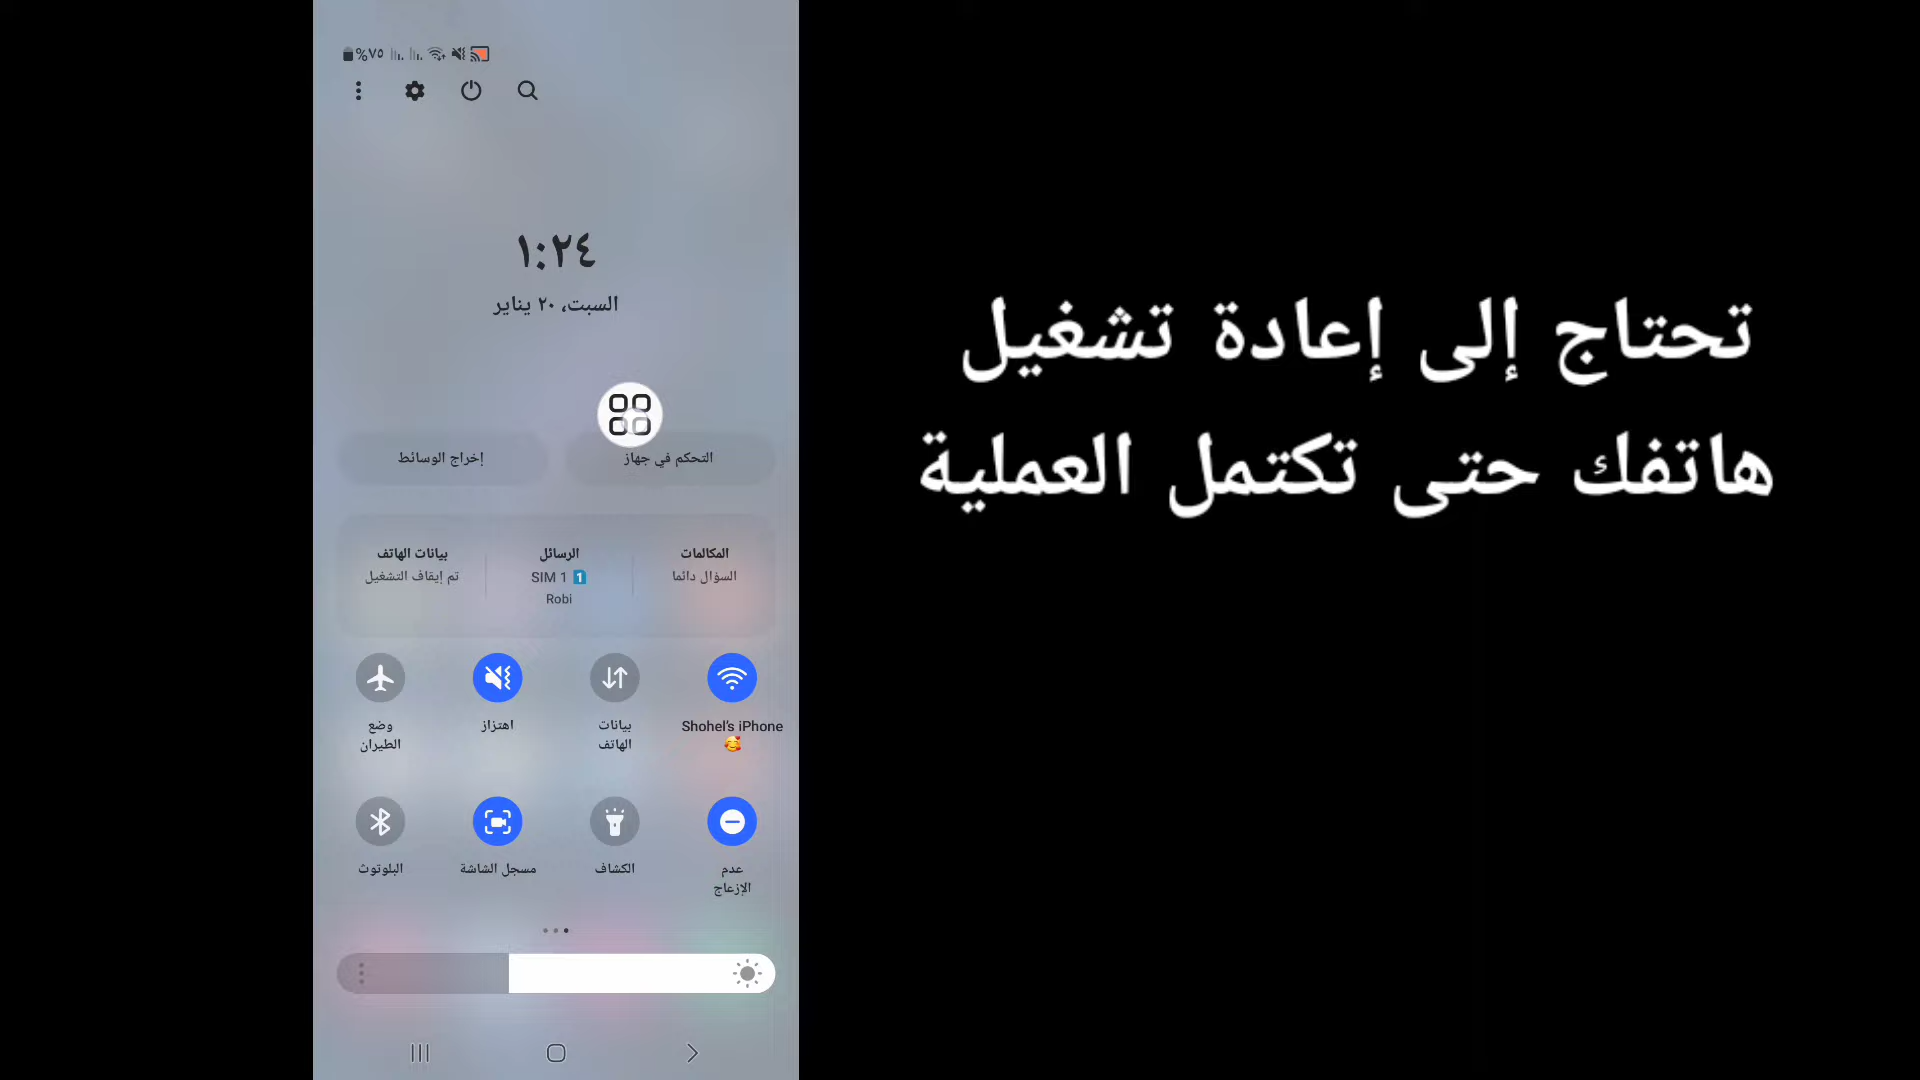 %٧٥
١:٢٤
السبت، ٢٠ يناير
التحكم في جهاز
إخراج الوسائط
المكالمات
السؤال دائما
الرسائل
SIM 1 1
Robi
بيانات الهاتف
تم إيقاف التشغيل
Shohel's iPhone
🥰
بيانات
الهاتف
اهتزاز
وضع
الطيران
عدم
الإزعاج
الكشاف
مسجل الشاشة
البلوتوث
تحتاج إلى إعادة تشغيل
هاتفك حتى تكتمل العملية